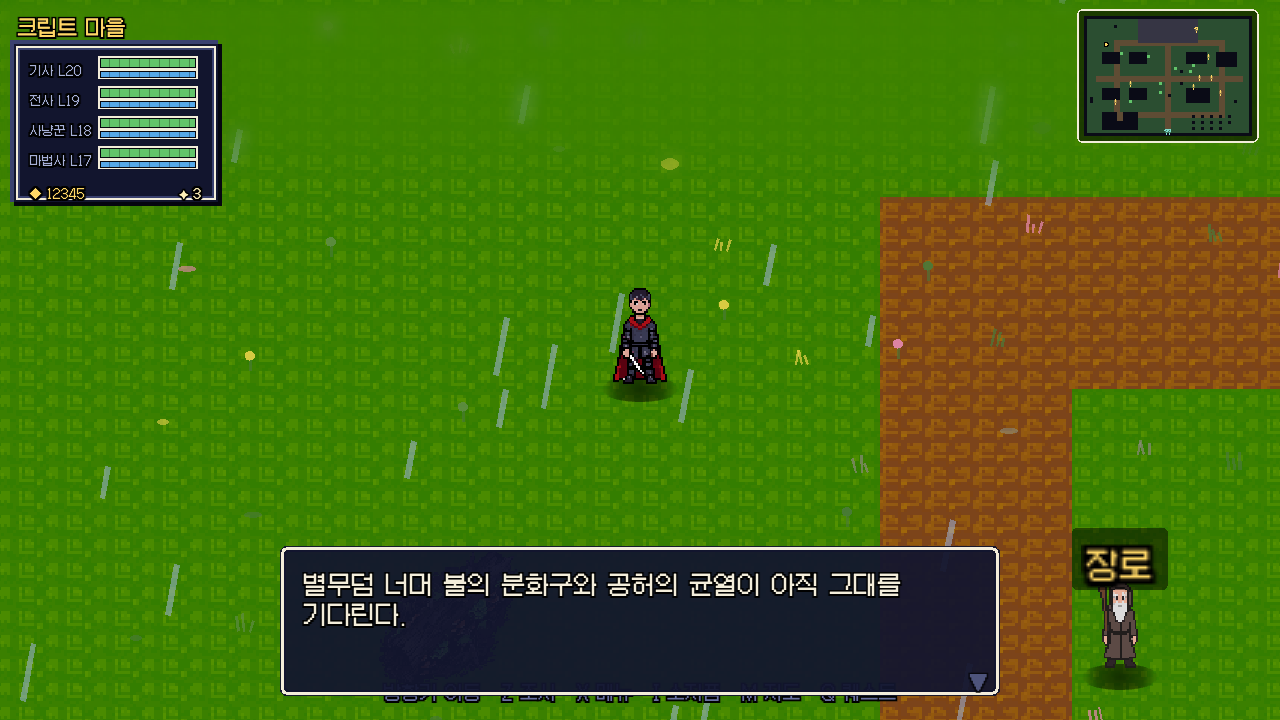 크립트 마을
기사 L20
전사 L19
사냥꾼 L18
마법사 L17
12345
3
장로
별무덤 너머 불의 분화구와 공허의 균열이 아직 그대를
기다린다.